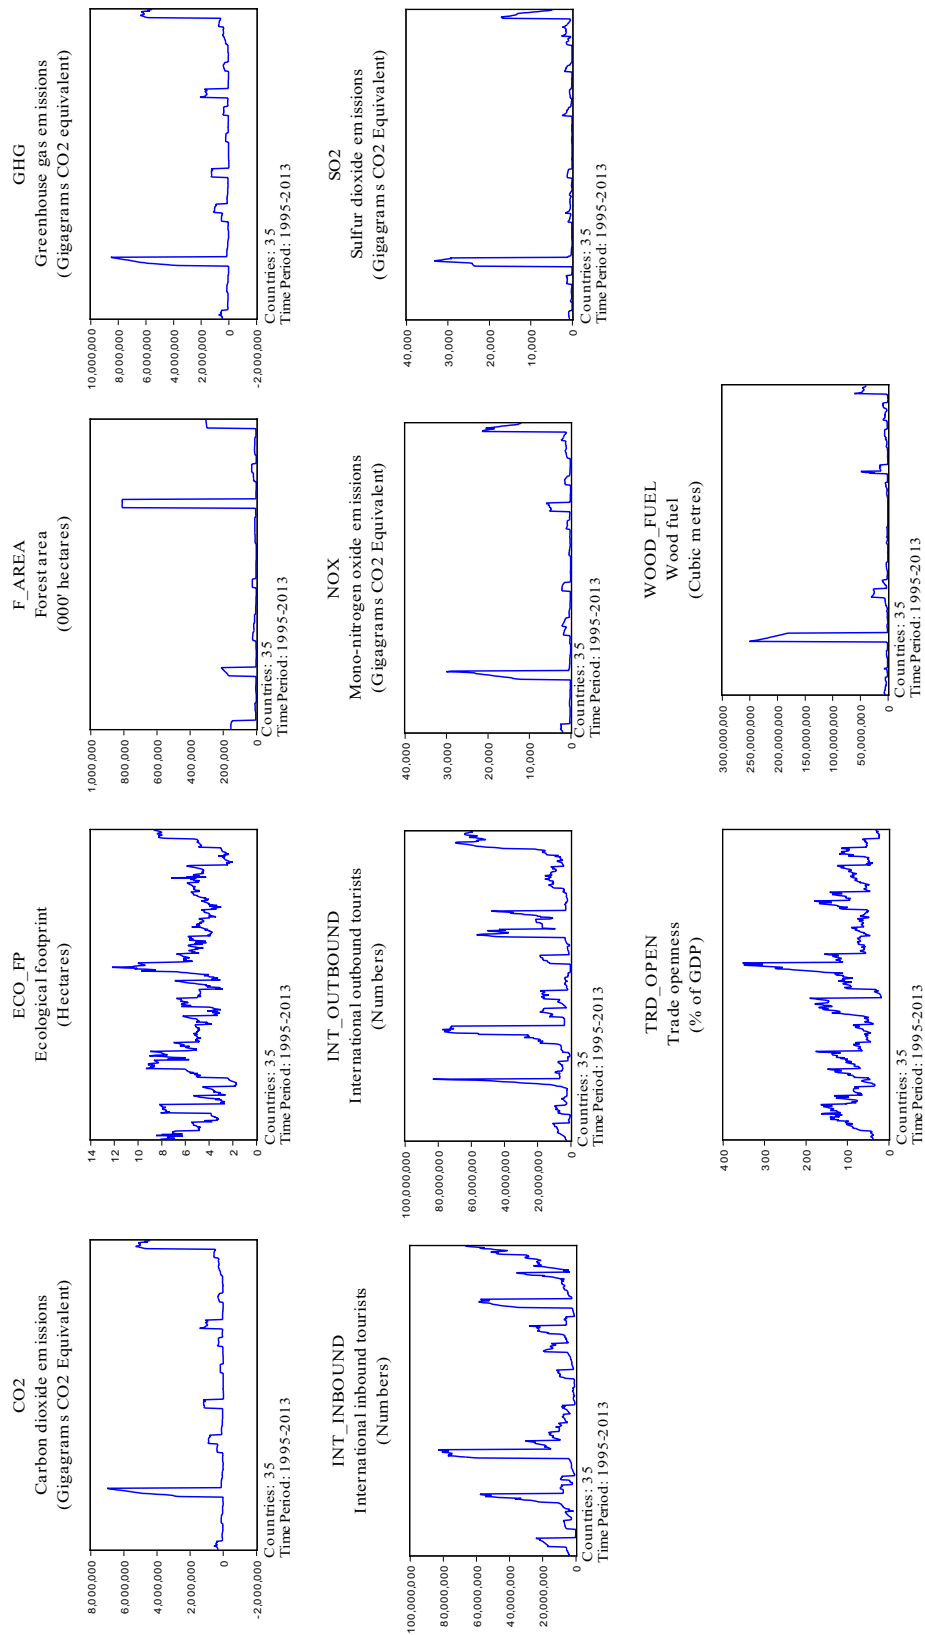 CO2
Carbon dioxide emissions
(Gigagrams CO2 Equivalent)
8,000,000
6,000,000
4,000,000
2,000,000
0
-2,000,000
Countries: 35
Time Period: 1995-2013
ECO_FP
Ecological footprint
(Hectares)
14
12
10
8
6
4
2
0
Countries: 35
Time Period: 1995-2013
F_AREA
Forest area
(000' hectares)
1,000,000
800,000
600,000
400,000
200,000
0
Countries: 35
Time Period: 1995-2013
GHG
Greenhouse gas emissions
(Gigagrams CO2 equivalent)
10,000,000
8,000,000
6,000,000
4,000,000
2,000,000
0
-2,000,000
Countries: 35
Time Period: 1995-2013
INT_INBOUND
International inbound tourists
(Numbers)
100,000,000
80,000,000
60,000,000
40,000,000
20,000,000
0
Countries: 35
Time Period: 1995-2013
INT_OUTBOUND
International outbound tourists
(Numbers)
100,000,000
80,000,000
60,000,000
40,000,000
20,000,000
0
Countries: 35
Time Period: 1995-2013
NOX
Mono-nitrogen oxide emissions
(Gigagrams CO2 Equivalent)
40,000
30,000
20,000
10,000
0
Countries: 35
Time Period: 1995-2013
SO2
Sulfur dioxide emissions
(Gigagrams CO2 Equivalent)
40,000
30,000
20,000
10,000
0
Countries: 35
Time Period: 1995-2013
TRD_OPEN
Trade openness
(% of GDP)
400
300
200
100
0
Countries: 35
Time Period: 1995-2013
WOOD_FUEL
Wood fuel
(Cubic metres)
300,000,000
250,000,000
200,000,000
150,000,000
100,000,000
50,000,000
0
Countries: 35
Time Period: 1995-2013